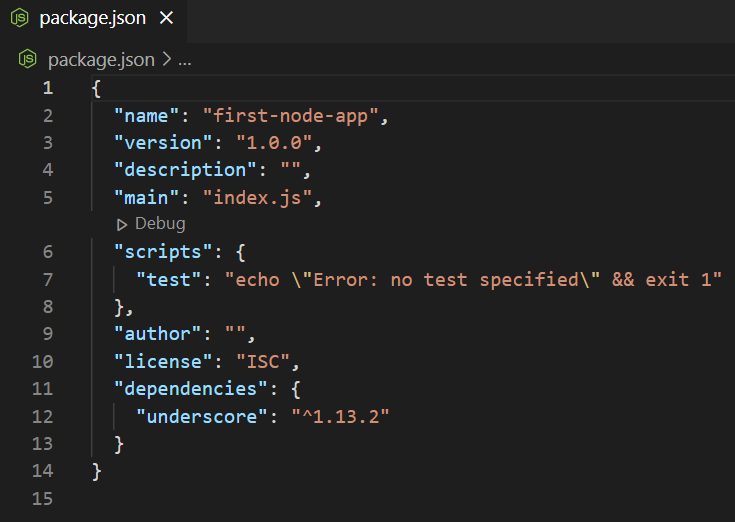 package.json
package.json > ...
1 {
2 "name": "first-node-app",
3 "version": "1.0.0",
4 "description": "",
5 "main": "index.js",
Debug
6 "scripts": {
7 "test": "echo \"Error: no test specified\" && exit 1"
8 },
9 "author": "",
10 "license": "ISC",
11 "dependencies": {
12 "underscore": "^1.13.2"
13 }
14 }
15